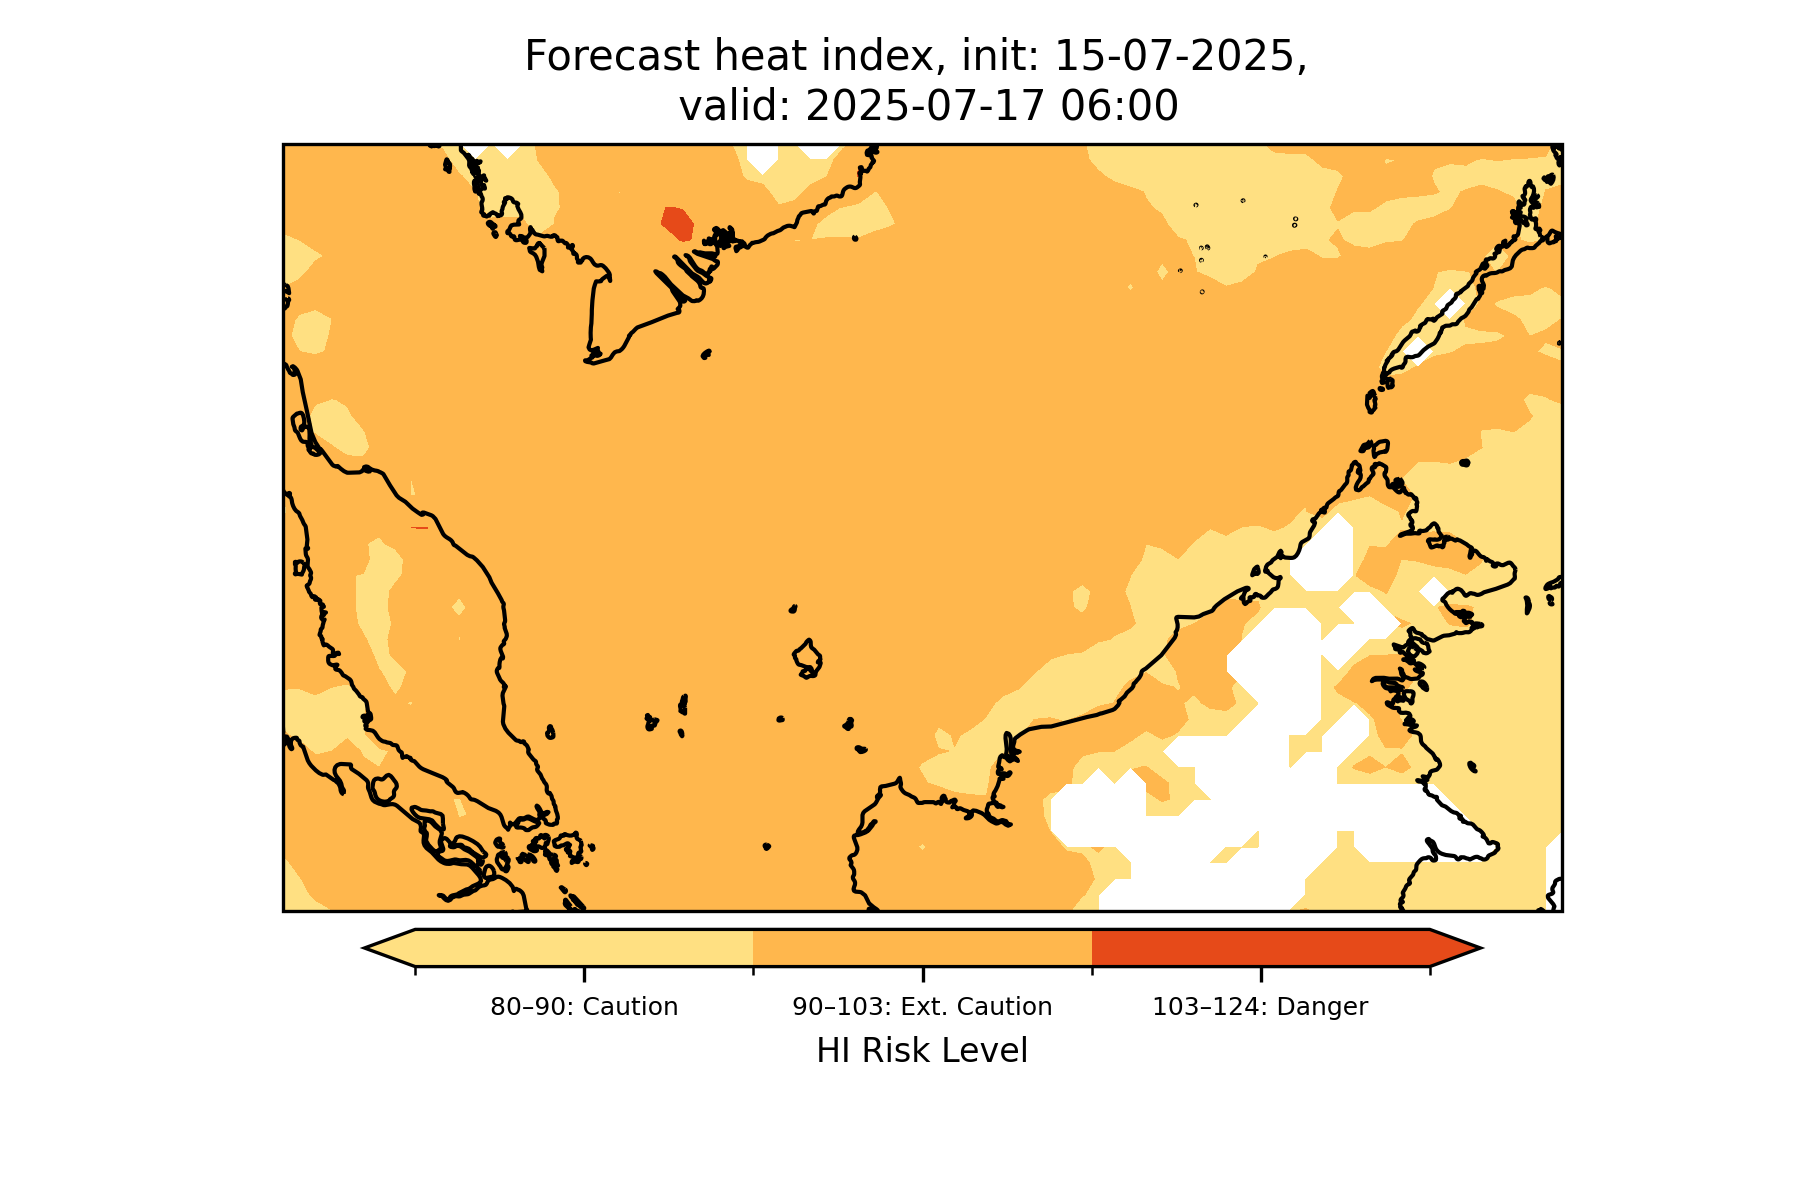 Forecast heat index, init: 15-07-2025,
valid: 2025-07-17 06:00
80–90: Caution
90–103: Ext. Caution
103–124: Danger
HI Risk Level